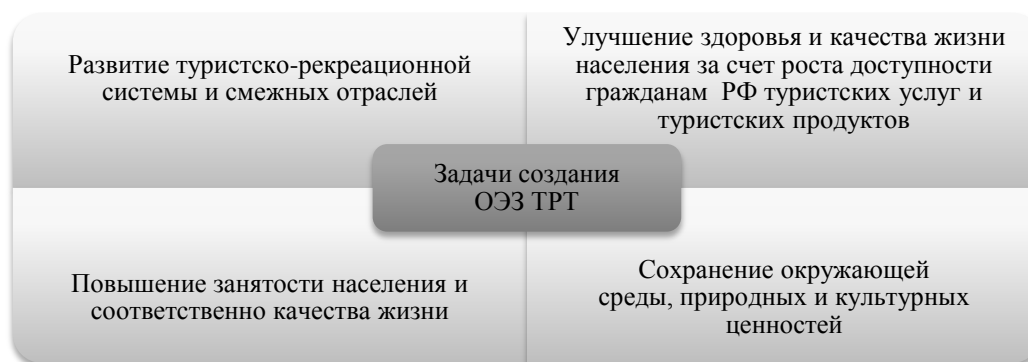 Развитие туристско-рекреационной
системы и смежных отраслей
Улучшение здоровья и качества жизни
населения за счет роста доступности
гражданам РФ туристских услуг и
туристских продуктов
Задачи создания
ОЭЗ ТРТ
Повышение занятости населения и
соответственно качества жизни
Сохранение окружающей
среды, природных и культурных
ценностей